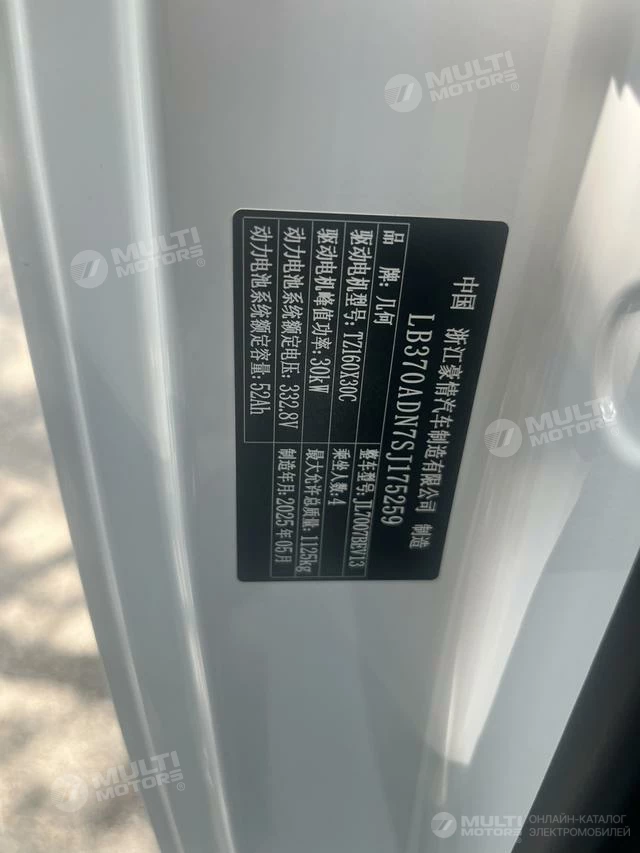 中国 浙江豪情汽车制造有限公司 制造
LB370ADN7SJ175259
品 牌: 几何 整车型号: JL7007BEV13
驱动电机型号: TZ160X30C 乘坐人数: 4
驱动电机峰值功率: 30kW 最大允许总质量: 1125kg
动力电池系统额定电压: 332.8V 制造年月: 2025年05月
动力电池系统额定容量: 52Ah
MULTI
MOTORS®
MULTI
MOTORS®
MULTI
MOTORS®
MULTI
MOTORS®
MULTI
MOTORS®
ОНЛАЙН-КАТАЛОГ
ЭЛЕКТРОМОБИЛЕЙ